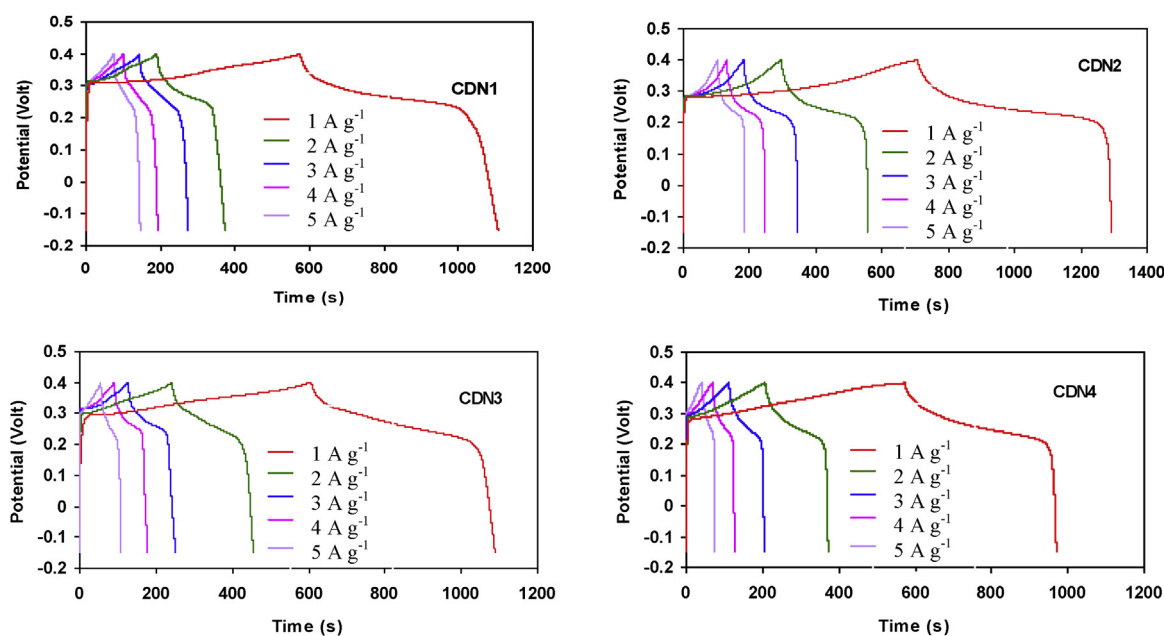 0.5
0.4
0.3
0.2
0.1
0
-0.1
-0.2
Potential (Volt)
CDN1
1 A g⁻¹
2 A g⁻¹
3 A g⁻¹
4 A g⁻¹
5 A g⁻¹
0 200 400 600 800 1000 1200
Time (s)
0.5
0.4
0.3
0.2
0.1
0
-0.1
-0.2
Potential (Volt)
CDN2
1 A g⁻¹
2 A g⁻¹
3 A g⁻¹
4 A g⁻¹
5 A g⁻¹
0 200 400 600 800 1000 1200 1400
Time (s)
0.5
0.4
0.3
0.2
0.1
0
-0.1
-0.2
Potential (Volt)
CDN3
1 A g⁻¹
2 A g⁻¹
3 A g⁻¹
4 A g⁻¹
5 A g⁻¹
0 200 400 600 800 1000 1200
Time (s)
0.5
0.4
0.3
0.2
0.1
0
-0.1
-0.2
Potential (Volt)
CDN4
1 A g⁻¹
2 A g⁻¹
3 A g⁻¹
4 A g⁻¹
5 A g⁻¹
0 200 400 600 800 1000 1200
Time (s)